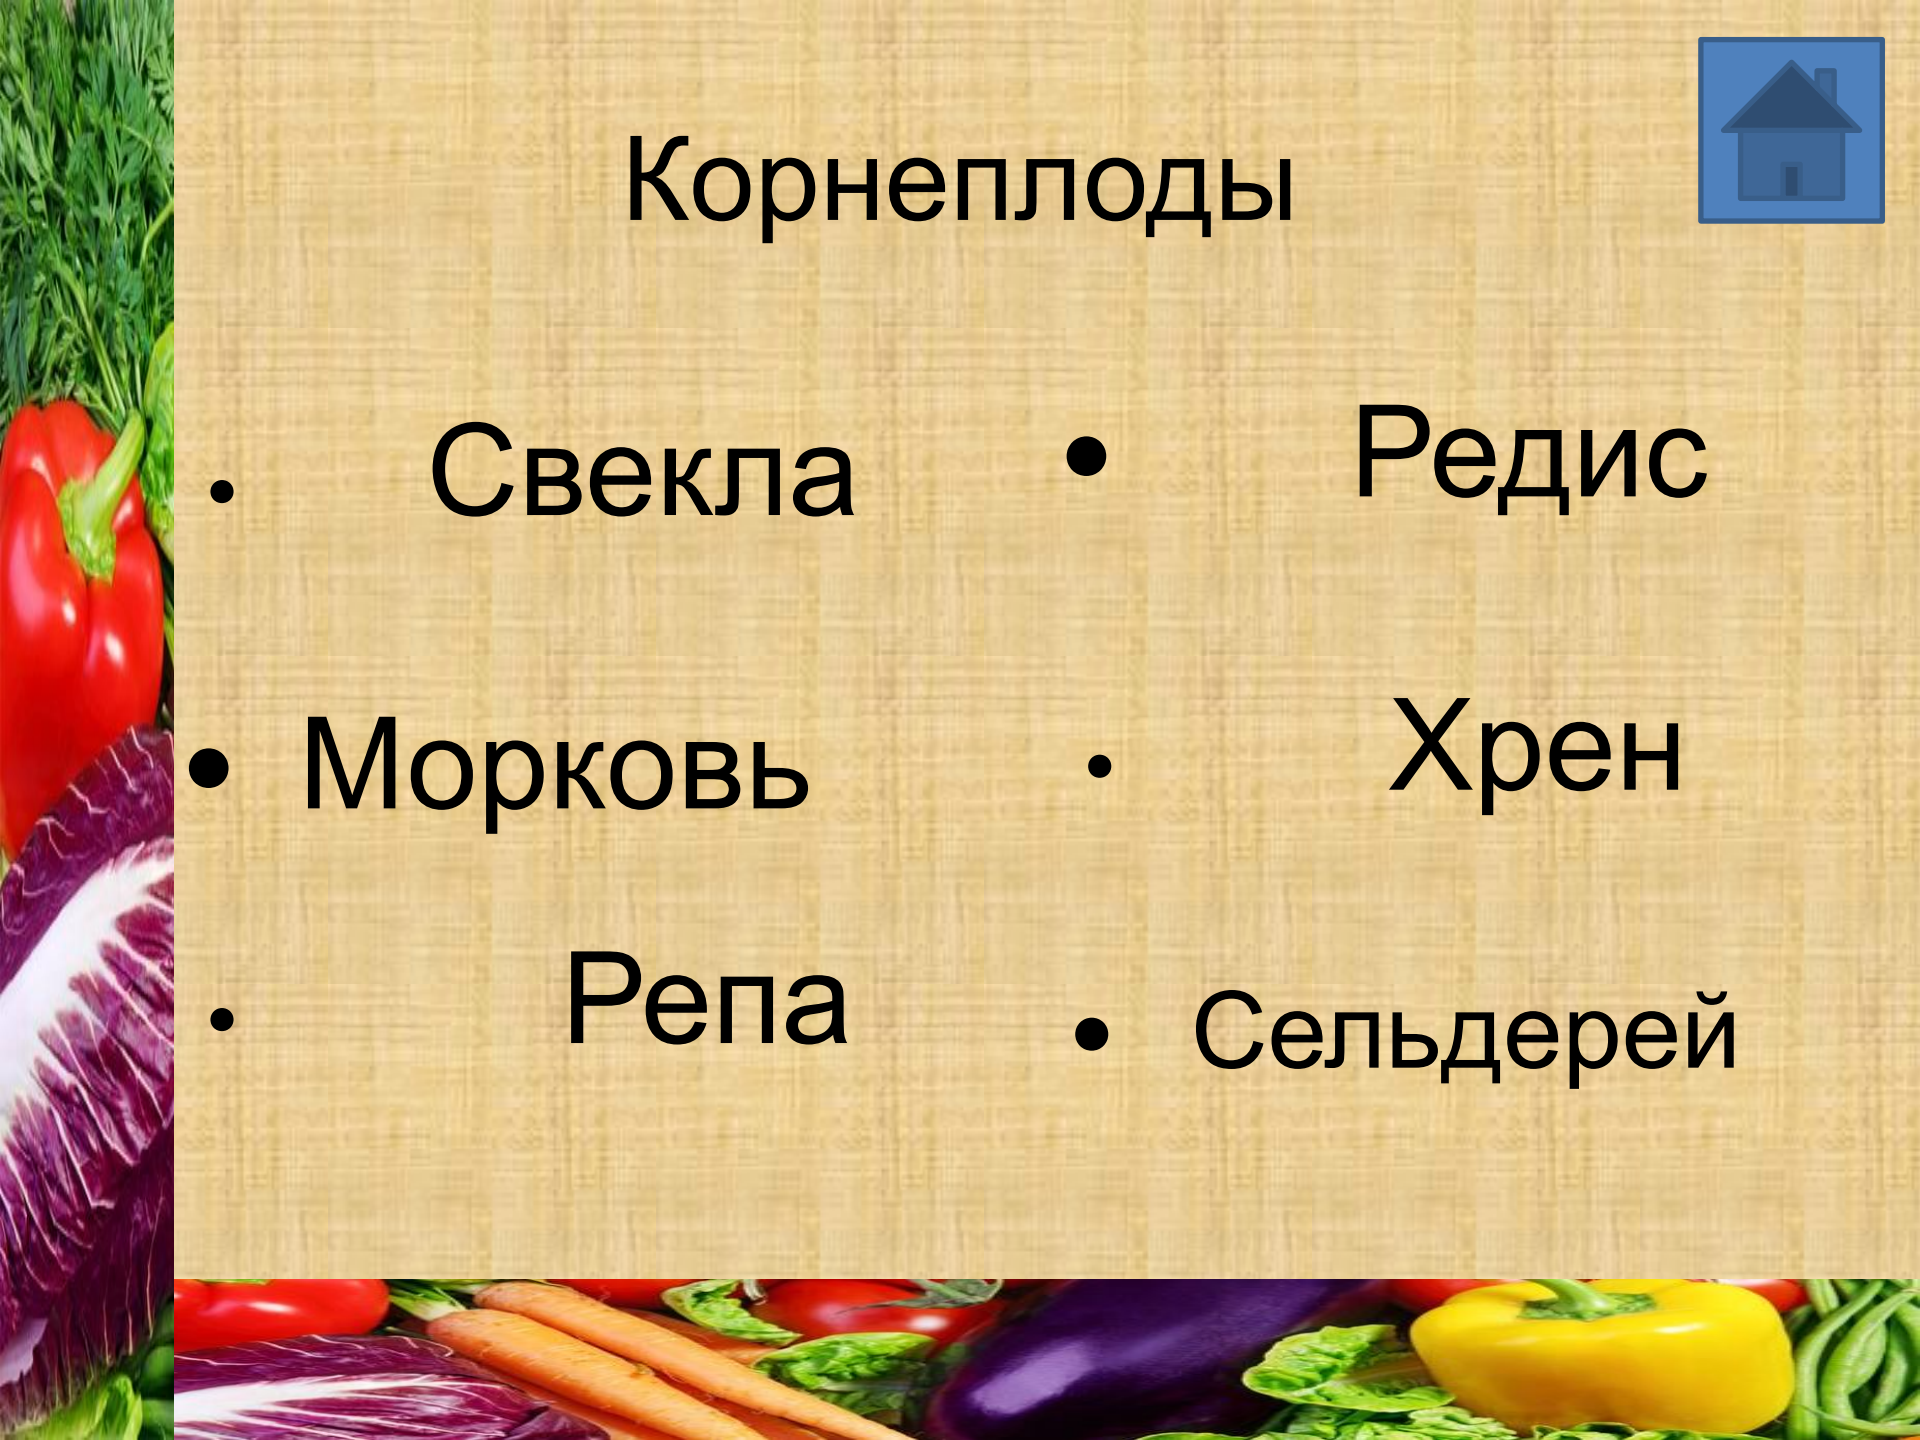 Корнеплоды
• Свекла
• Морковь
• Репа
• Редис
• Хрен
• Сельдерей